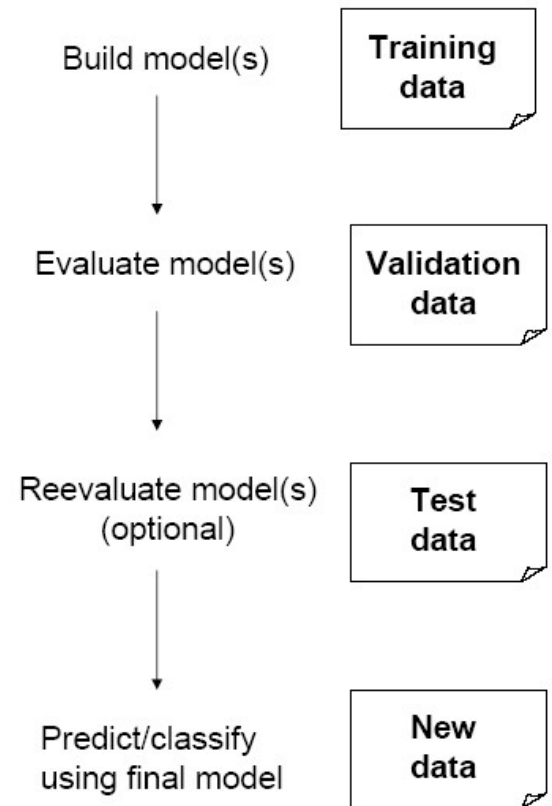 Build model(s)
Training
data
Evaluate model(s)
Validation
data
Reevaluate model(s)
(optional)
Test
data
Predict/classify
using final model
New
data